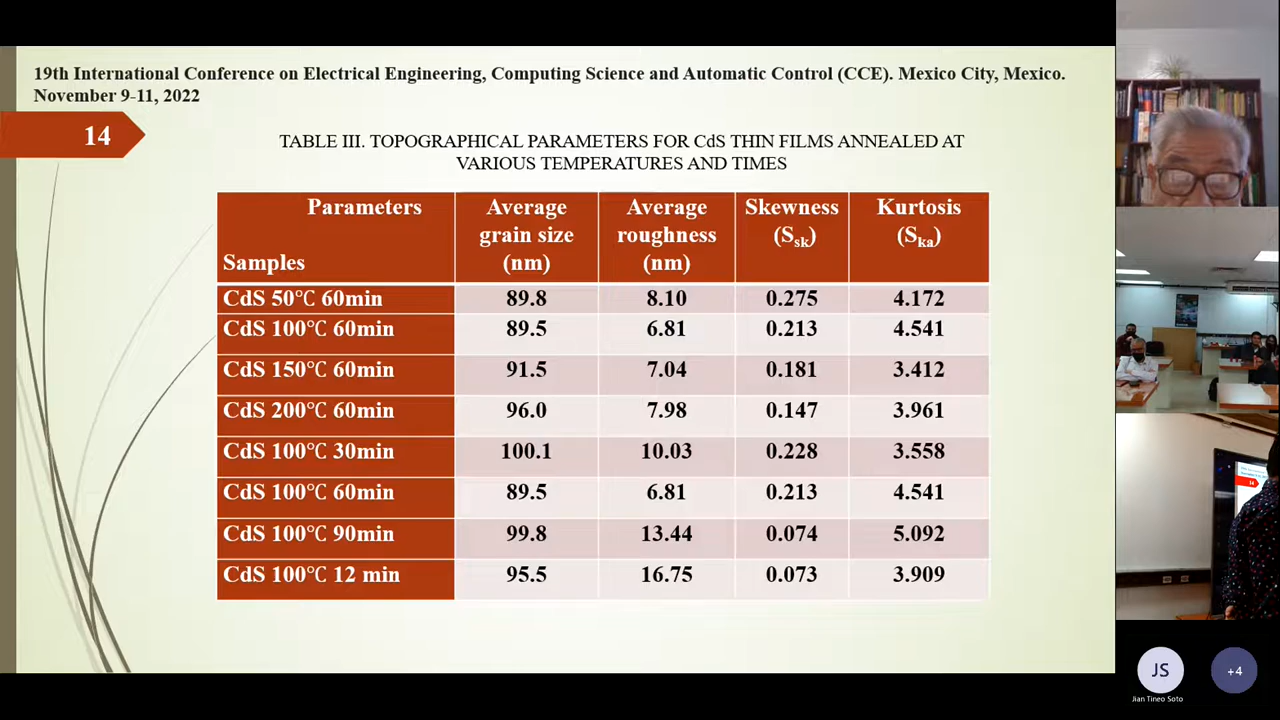 19th International Conference on Electrical Engineering, Computing Science and Automatic Control (CCE). Mexico City, Mexico.
November 9-11, 2022
14
TABLE III. TOPOGRAPHICAL PARAMETERS FOR CdS THIN FILMS ANNEALED AT
VARIOUS TEMPERATURES AND TIMES
Parameters
Samples
Average
grain size
(nm)
Average
roughness
(nm)
Skewness
(Ssk)
Kurtosis
(Ska)
CdS 50℃ 60min 89.8 8.10 0.275 4.172
CdS 100℃ 60min 89.5 6.81 0.213 4.541
CdS 150℃ 60min 91.5 7.04 0.181 3.412
CdS 200℃ 60min 96.0 7.98 0.147 3.961
CdS 100℃ 30min 100.1 10.03 0.228 3.558
CdS 100℃ 60min 89.5 6.81 0.213 4.541
CdS 100℃ 90min 99.8 13.44 0.074 5.092
CdS 100℃ 12 min 95.5 16.75 0.073 3.909
JS
Jian Tineo Soto
+4